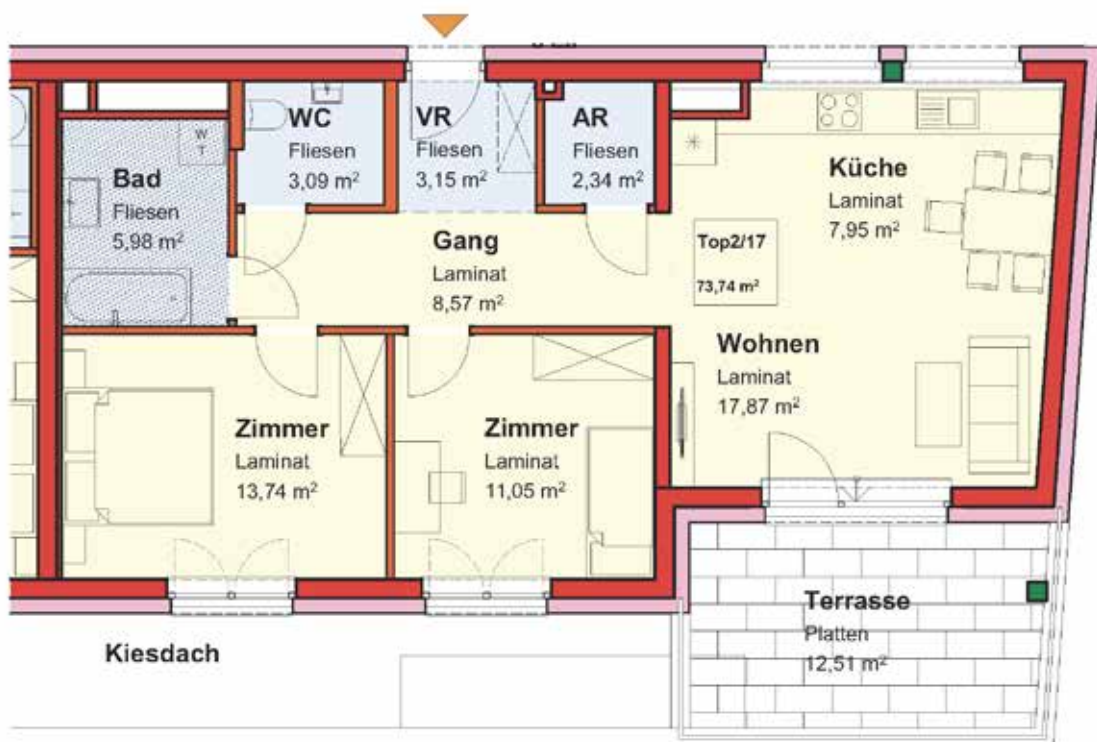 WC
Fliesen
3,09 m²
VR
Fliesen
3,15 m²
AR
Fliesen
2,34 m²
Küche
Laminat
7,95 m²
W
T
Bad
Fliesen
5,98 m²
Gang
Laminat
8,57 m²
Top2/17
73,74 m²
Wohnen
Laminat
17,87 m²
Zimmer
Laminat
13,74 m²
Zimmer
Laminat
11,05 m²
Terrasse
Platten
12,51 m²
Kiesdach